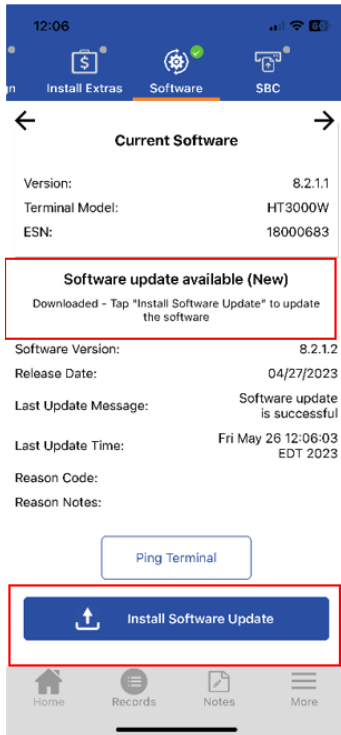 12:06
Install Extras Software SBC
Current Software
Version: 8.2.1.1
Terminal Model: HT3000W
ESN: 18000683
Software update available (New)
Downloaded - Tap "Install Software Update" to update
the software
Software Version: 8.2.1.2
Release Date: 04/27/2023
Last Update Message: Software update
is successful
Last Update Time: Fri May 26 12:06:03
EDT 2023
Reason Code:
Reason Notes:
Ping Terminal
Install Software Update
Home Records Notes More